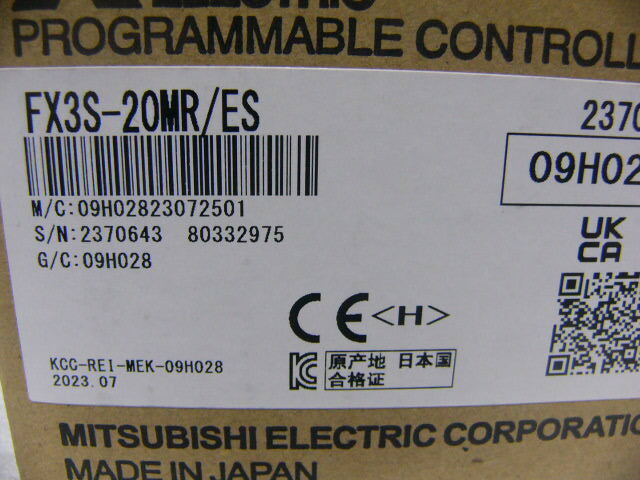 ELECTRIC
PROGRAMMABLE CONTROLL
FX3S-20MR/ES
2370
M/C:09H02823072501
09H02
S/N:2370643 80332975
G/C:09H028
UK
CA
CE<H>
KCC-REI-MEK-09H028
2023.07
原产地 日本国
合格证
MITSUBISHI ELECTRIC CORPORATIO
MADE IN JAPAN